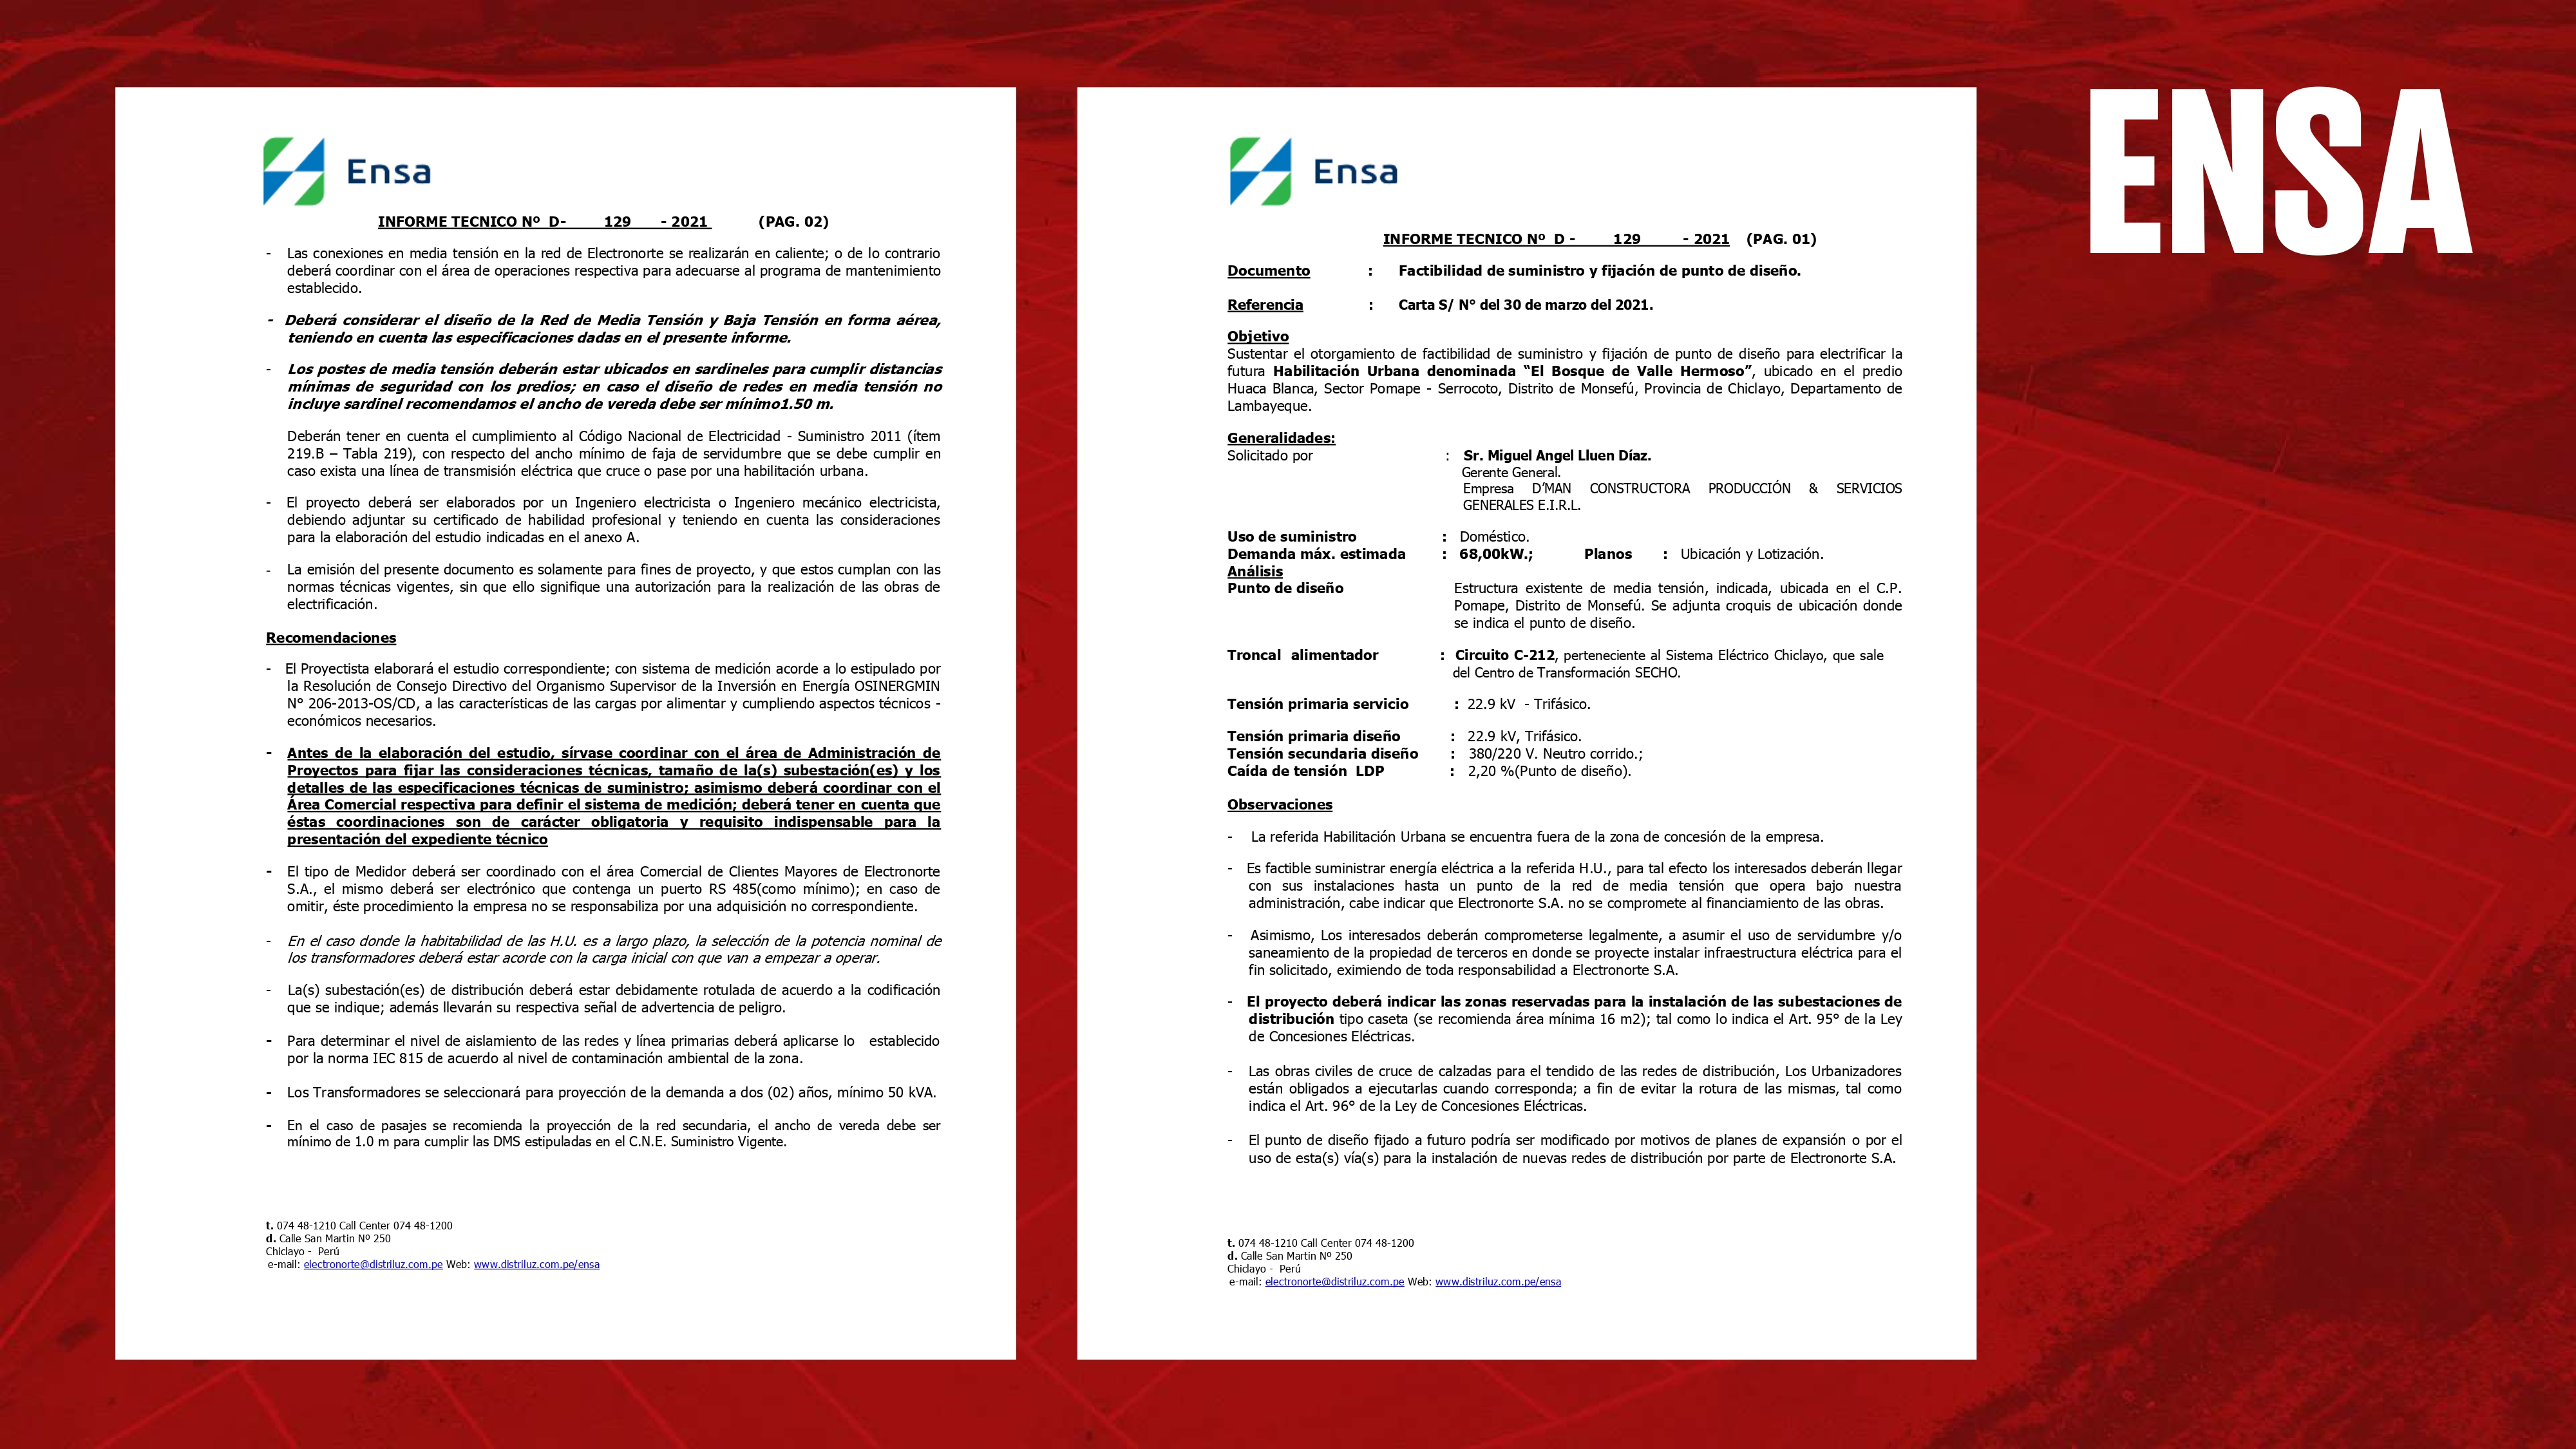 Ensa
INFORME TECNICO Nº D- 129 - 2021 (PAG. 02)
- Las conexiones en media tensión en la red de Electronorte se realizarán en caliente; o de lo contrario
deberá coordinar con el área de operaciones respectiva para adecuarse al programa de mantenimiento
establecido.
- Deberá considerar el diseño de la Red de Media Tensión y Baja Tensión en forma aérea,
teniendo en cuenta las especificaciones dadas en el presente informe.
- Los postes de media tensión deberán estar ubicados en sardineles para cumplir distancias
mínimas de seguridad con los predios; en caso el diseño de redes en media tensión no
incluye sardinel recomendamos el ancho de vereda debe ser mínimo1.50 m.
Deberán tener en cuenta el cumplimiento al Código Nacional de Electricidad - Suministro 2011 (ítem
219.B – Tabla 219), con respecto del ancho mínimo de faja de servidumbre que se debe cumplir en
caso exista una línea de transmisión eléctrica que cruce o pase por una habilitación urbana.
- El proyecto deberá ser elaborados por un Ingeniero electricista o Ingeniero mecánico electricista,
debiendo adjuntar su certificado de habilidad profesional y teniendo en cuenta las consideraciones
para la elaboración del estudio indicadas en el anexo A.
- La emisión del presente documento es solamente para fines de proyecto, y que estos cumplan con las
normas técnicas vigentes, sin que ello signifique una autorización para la realización de las obras de
electrificación.
Recomendaciones
- El Proyectista elaborará el estudio correspondiente; con sistema de medición acorde a lo estipulado por
la Resolución de Consejo Directivo del Organismo Supervisor de la Inversión en Energía OSINERGMIN
N° 206-2013-OS/CD, a las características de las cargas por alimentar y cumpliendo aspectos técnicos -
económicos necesarios.
- Antes de la elaboración del estudio, sírvase coordinar con el área de Administración de
Proyectos para fijar las consideraciones técnicas, tamaño de la(s) subestación(es) y los
detalles de las especificaciones técnicas de suministro; asimismo deberá coordinar con el
Área Comercial respectiva para definir el sistema de medición; deberá tener en cuenta que
éstas coordinaciones son de carácter obligatoria y requisito indispensable para la
presentación del expediente técnico
- El tipo de Medidor deberá ser coordinado con el área Comercial de Clientes Mayores de Electronorte
S.A., el mismo deberá ser electrónico que contenga un puerto RS 485(como mínimo); en caso de
omitir, éste procedimiento la empresa no se responsabiliza por una adquisición no correspondiente.
- En el caso donde la habitabilidad de las H.U. es a largo plazo, la selección de la potencia nominal de
los transformadores deberá estar acorde con la carga inicial con que van a empezar a operar.
- La(s) subestación(es) de distribución deberá estar debidamente rotulada de acuerdo a la codificación
que se indique; además llevarán su respectiva señal de advertencia de peligro.
- Para determinar el nivel de aislamiento de las redes y línea primarias deberá aplicarse lo establecido
por la norma IEC 815 de acuerdo al nivel de contaminación ambiental de la zona.
- Los Transformadores se seleccionará para proyección de la demanda a dos (02) años, mínimo 50 kVA.
- En el caso de pasajes se recomienda la proyección de la red secundaria, el ancho de vereda debe ser
mínimo de 1.0 m para cumplir las DMS estipuladas en el C.N.E. Suministro Vigente.
t. 074 48-1210 Call Center 074 48-1200
d. Calle San Martin Nº 250
Chiclayo - Perú
e-mail: electronorte@distriluz.com.pe Web: www.distriluz.com.pe/ensa
Ensa
INFORME TECNICO Nº D - 129 - 2021 (PAG. 01)
Documento : Factibilidad de suministro y fijación de punto de diseño.
Referencia : Carta S/ N° del 30 de marzo del 2021.
Objetivo
Sustentar el otorgamiento de factibilidad de suministro y fijación de punto de diseño para electrificar la
futura Habilitación Urbana denominada “El Bosque de Valle Hermoso”, ubicado en el predio
Huaca Blanca, Sector Pomape - Serrocoto, Distrito de Monsefú, Provincia de Chiclayo, Departamento de
Lambayeque.
Generalidades:
Solicitado por : Sr. Miguel Angel Lluen Díaz.
Gerente General.
Empresa D’MAN CONSTRUCTORA PRODUCCIÓN & SERVICIOS
GENERALES E.I.R.L.
Uso de suministro : Doméstico.
Demanda máx. estimada : 68,00kW.; Planos : Ubicación y Lotización.
Análisis
Punto de diseño Estructura existente de media tensión, indicada, ubicada en el C.P.
Pomape, Distrito de Monsefú. Se adjunta croquis de ubicación donde
se indica el punto de diseño.
Troncal alimentador : Circuito C-212, perteneciente al Sistema Eléctrico Chiclayo, que sale
del Centro de Transformación SECHO.
Tensión primaria servicio : 22.9 kV - Trifásico.
Tensión primaria diseño : 22.9 kV, Trifásico.
Tensión secundaria diseño : 380/220 V. Neutro corrido.;
Caída de tensión LDP : 2,20 %(Punto de diseño).
Observaciones
- La referida Habilitación Urbana se encuentra fuera de la zona de concesión de la empresa.
- Es factible suministrar energía eléctrica a la referida H.U., para tal efecto los interesados deberán llegar
con sus instalaciones hasta un punto de la red de media tensión que opera bajo nuestra
administración, cabe indicar que Electronorte S.A. no se compromete al financiamiento de las obras.
- Asimismo, Los interesados deberán comprometerse legalmente, a asumir el uso de servidumbre y/o
saneamiento de la propiedad de terceros en donde se proyecte instalar infraestructura eléctrica para el
fin solicitado, eximiendo de toda responsabilidad a Electronorte S.A.
- El proyecto deberá indicar las zonas reservadas para la instalación de las subestaciones de
distribución tipo caseta (se recomienda área mínima 16 m2); tal como lo indica el Art. 95° de la Ley
de Concesiones Eléctricas.
- Las obras civiles de cruce de calzadas para el tendido de las redes de distribución, Los Urbanizadores
están obligados a ejecutarlas cuando corresponda; a fin de evitar la rotura de las mismas, tal como
indica el Art. 96° de la Ley de Concesiones Eléctricas.
- El punto de diseño fijado a futuro podría ser modificado por motivos de planes de expansión o por el
uso de esta(s) vía(s) para la instalación de nuevas redes de distribución por parte de Electronorte S.A.
t. 074 48-1210 Call Center 074 48-1200
d. Calle San Martin Nº 250
Chiclayo - Perú
e-mail: electronorte@distriluz.com.pe Web: www.distriluz.com.pe/ensa
ENSA